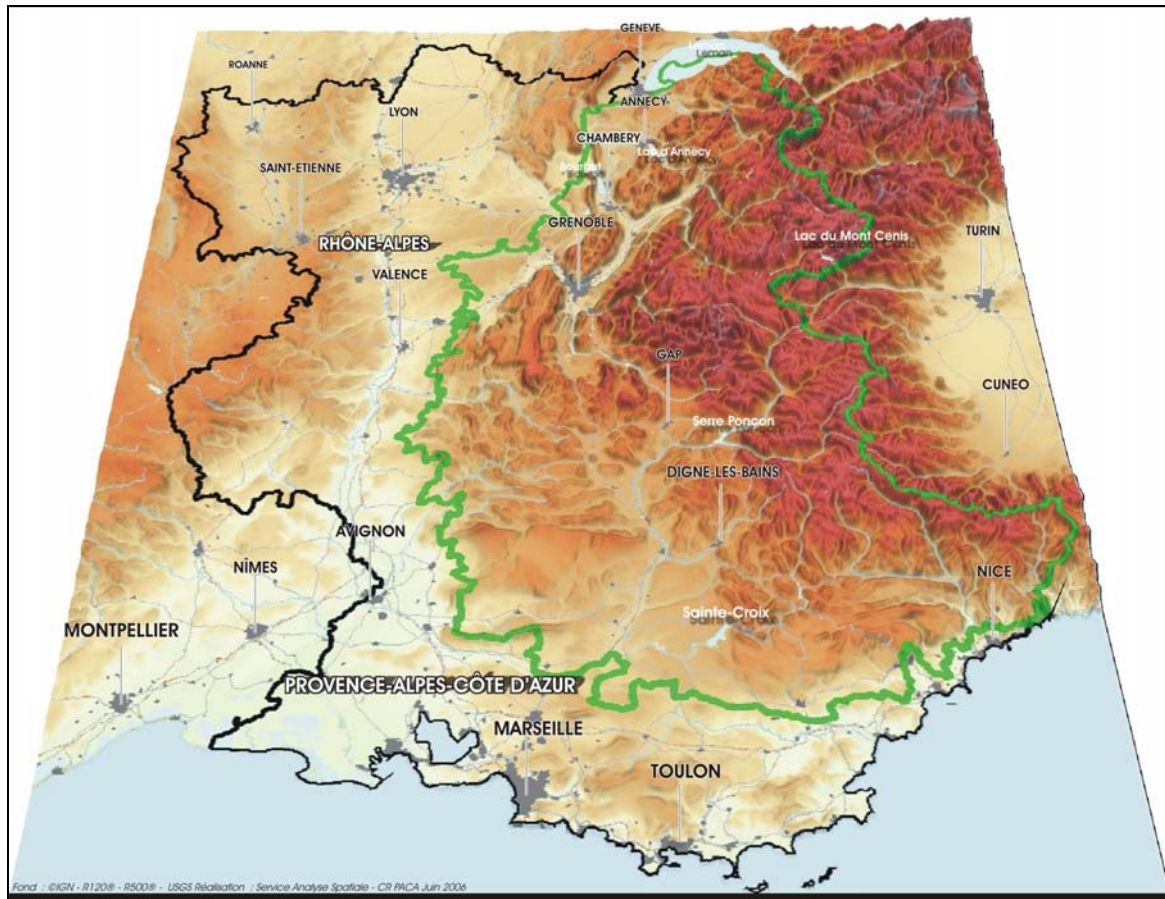 GENEVE
Leman
ROANNE
ANNECY
LYON
CHAMBERY
Lac d'Annecy
SAINT-ETIENNE
Bourget
GRENOBLE
RHÔNE-ALPES
Lac du Mont Cenis
TURIN
VALENCE
GAP
CUNEO
Serre Ponçon
DIGNE-LES-BAINS
AVIGNON
NÎMES
NICE
Sainte-Croix
MONTPELLIER
PROVENCE-ALPES-CÔTE D'AZUR
MARSEILLE
TOULON
Fond : ©IGN - R120® - R500® - USGS Réalisation : Service Analyse Spatiale - CR PACA Juin 2006